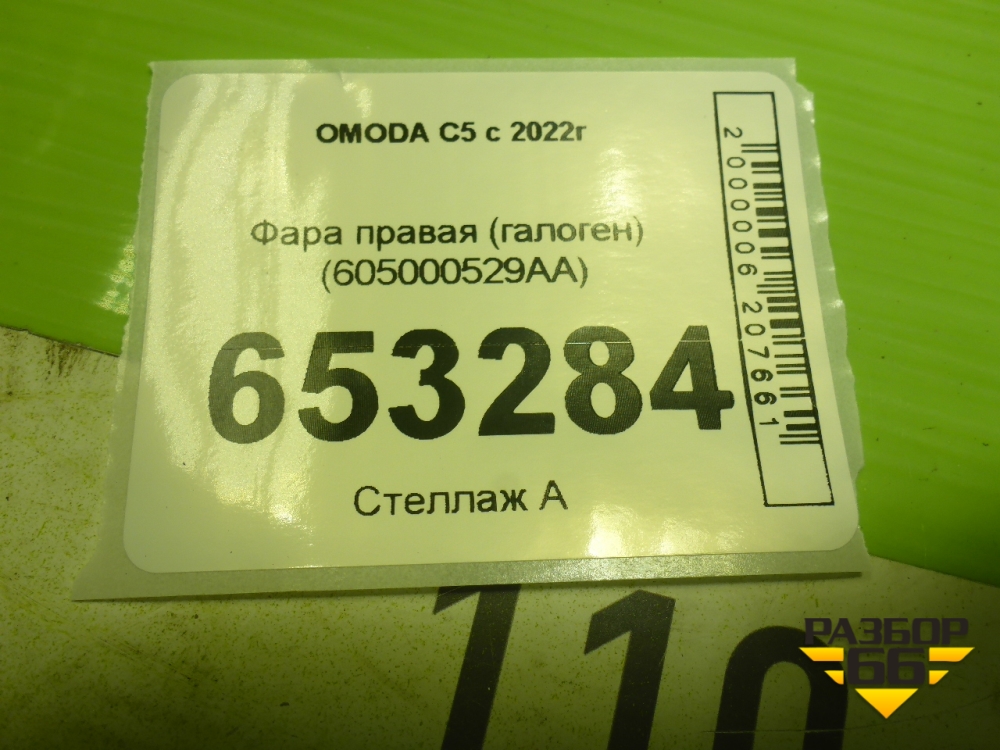 OMODA C5 с 2022г
Фара правая (галоген)
(605000529AA)
653284
Стеллаж А
2000006207661
110
РАЗБОР
66